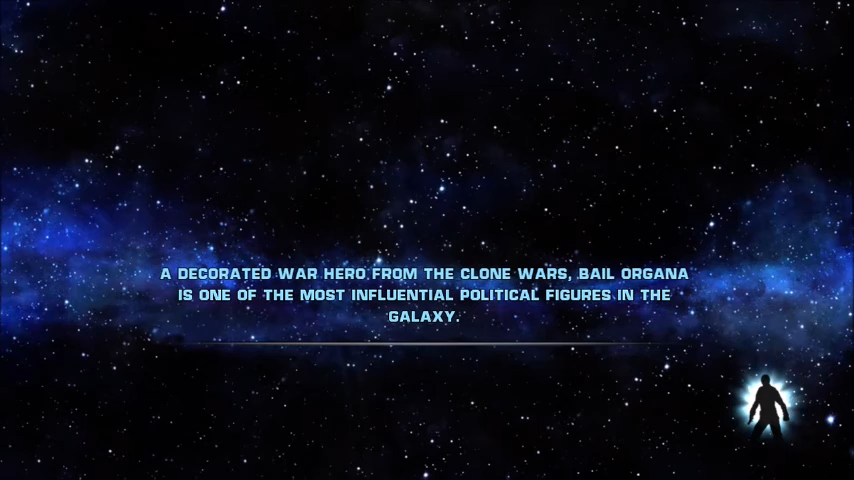 A DECORATED WAR HERO FROM THE CLONE WARS, BAIL ORGANA
IS ONE OF THE MOST INFLUENTIAL POLITICAL FIGURES IN THE
GALAXY.